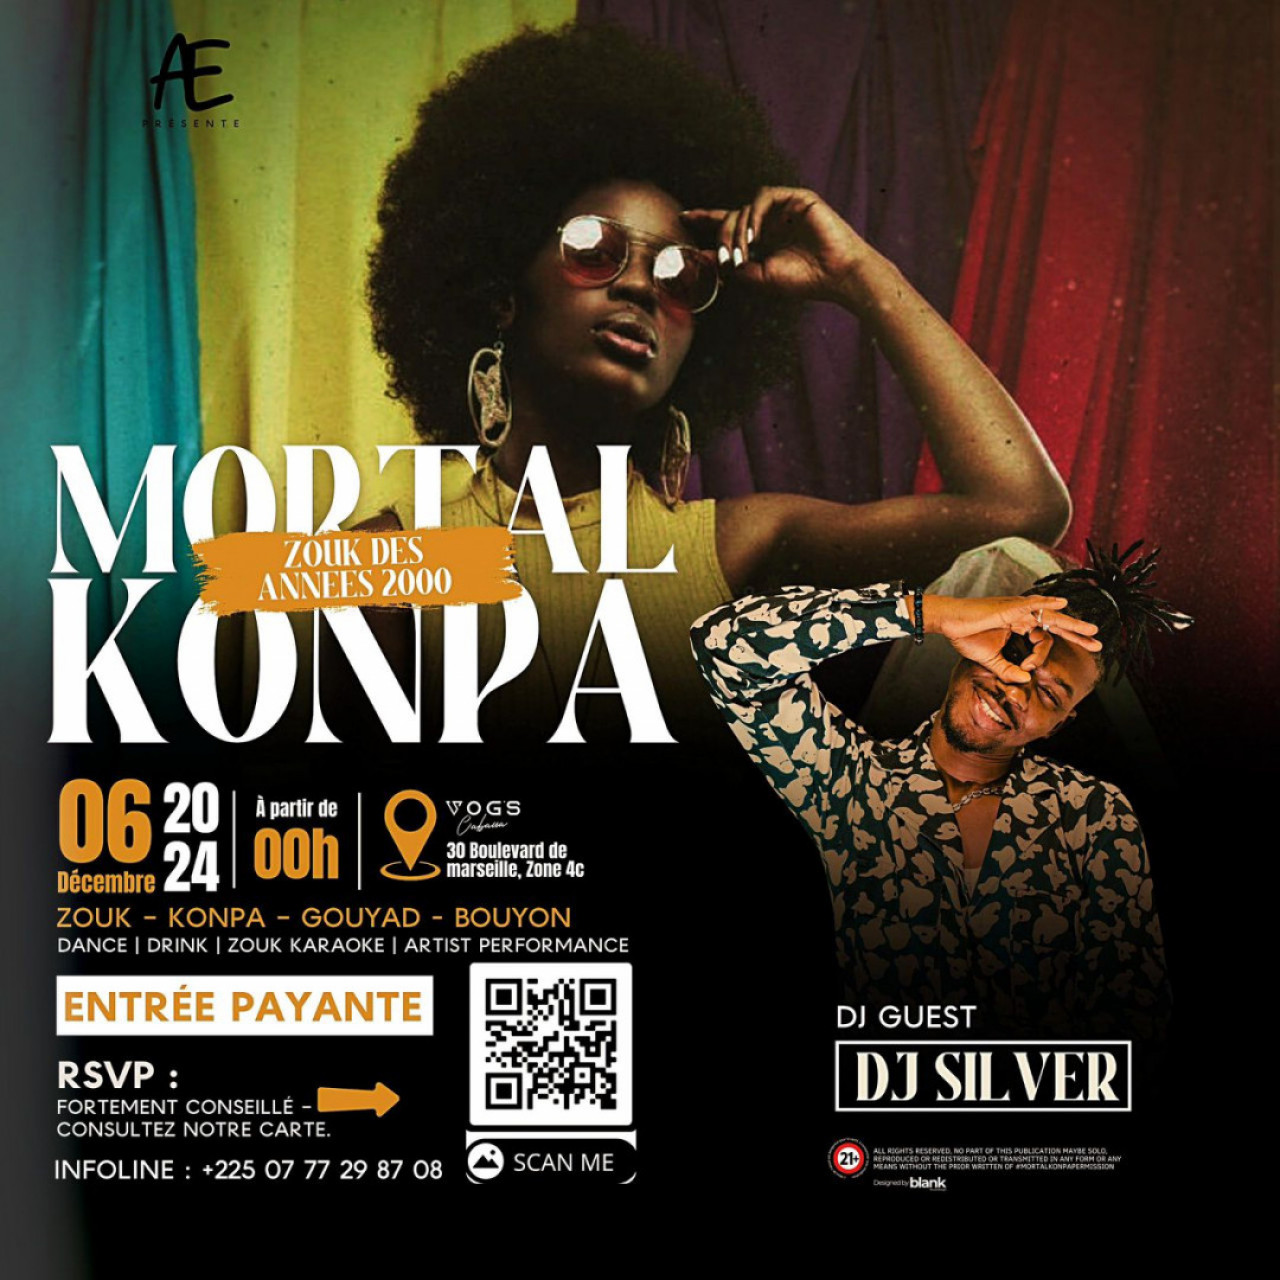 ÆE
PRÉSENTE
MORTAL
ZOUK DES
ANNEES 2000
KONPA
06
Décembre
20
24
À partir de
00h
VOGS
Cabassa
30 Boulevard de
marseille, Zone 4c
ZOUK – KONPA – GOUYAD - BOUYON
DANCE | DRINK | ZOUK KARAOKE | ARTIST PERFORMANCE
ENTRÉE PAYANTE
RSVP :
FORTEMENT CONSEILLÉ –
CONSULTEZ NOTRE CARTE.
INFOLINE : +225 07 77 29 87 08
SCAN ME
DJ GUEST
DJ SILVER
21+
ALL RIGHTS RESERVED, NO PART OF THIS PUBLICATION MAYBE SOLO,
REPRODUCED OR REDISTRIBUTED OR TRANSMITTED IN ANY FORM OR ANY
MEANS WITHOUT THE PRIOR WRITTEN OF #MORTALKONPAPERMISSION
Designed by blank